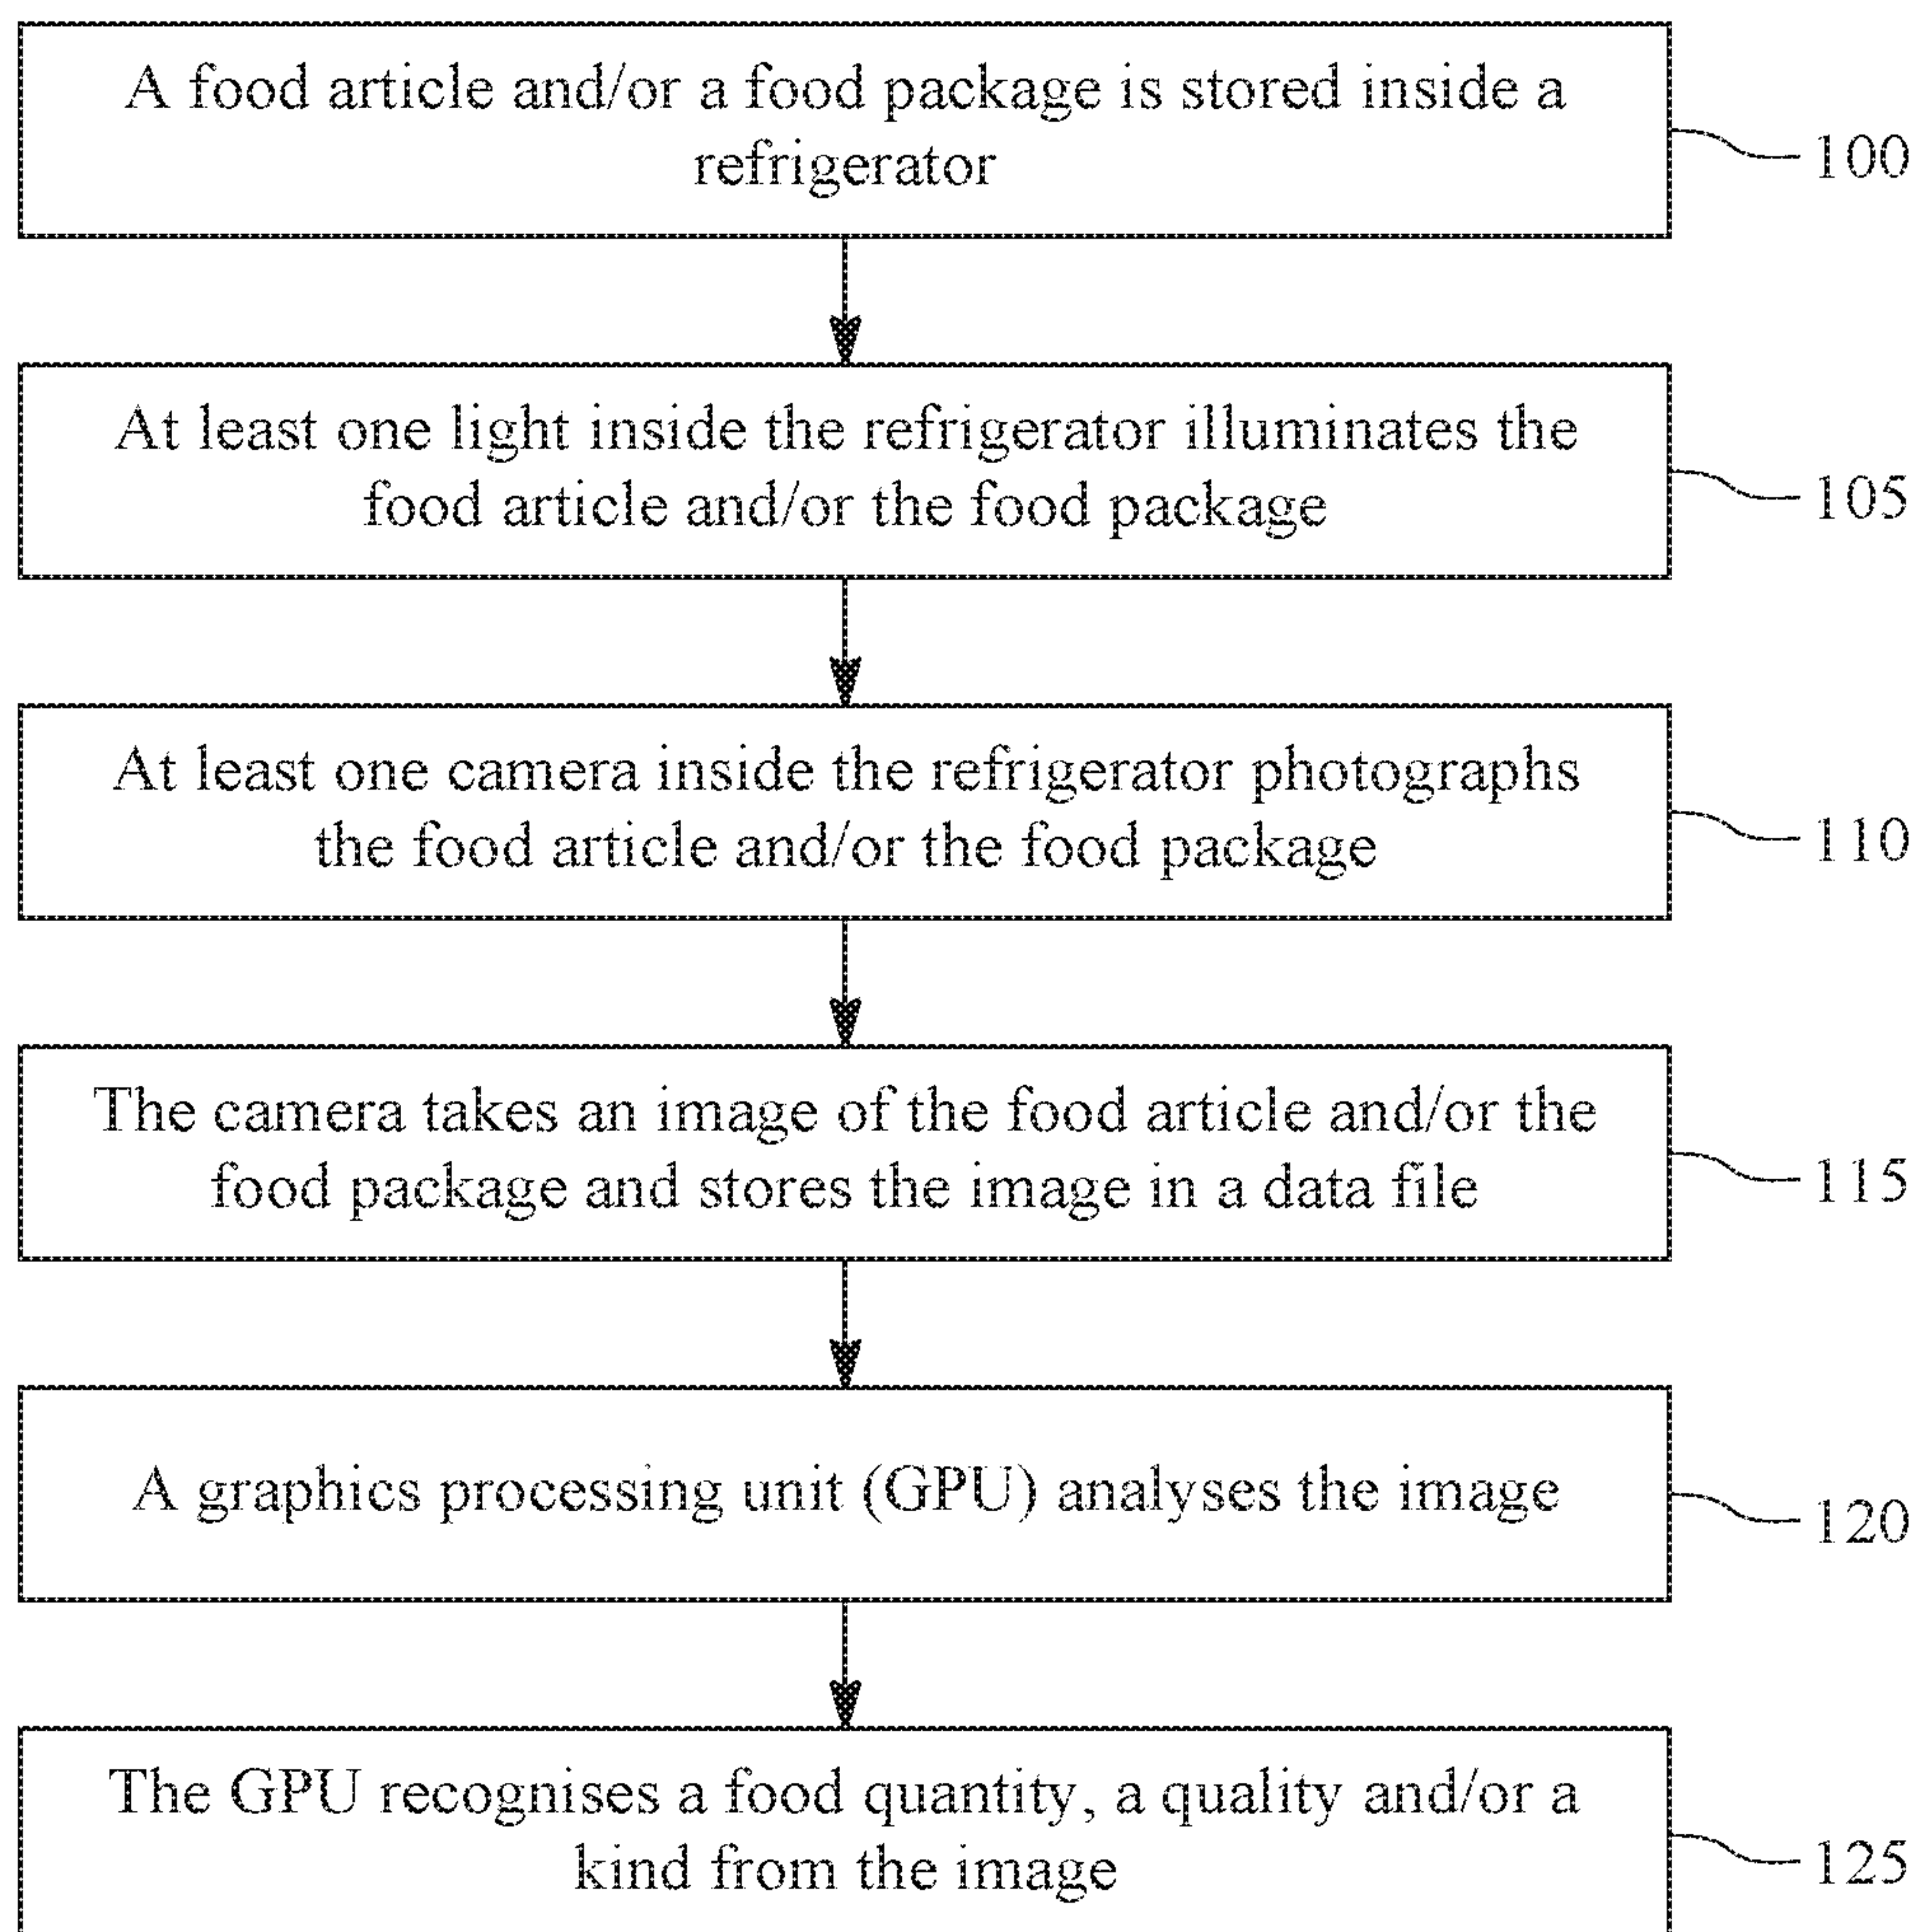 A food article and/or a food package is stored inside a
refrigerator
100
At least one light inside the refrigerator illuminates the
food article and/or the food package
105
At least one camera inside the refrigerator photographs
the food article and/or the food package
110
The camera takes an image of the food article and/or the
food package and stores the image in a data file
115
A graphics processing unit (GPU) analyses the image
120
The GPU recognises a food quantity, a quality and/or a
kind from the image
125